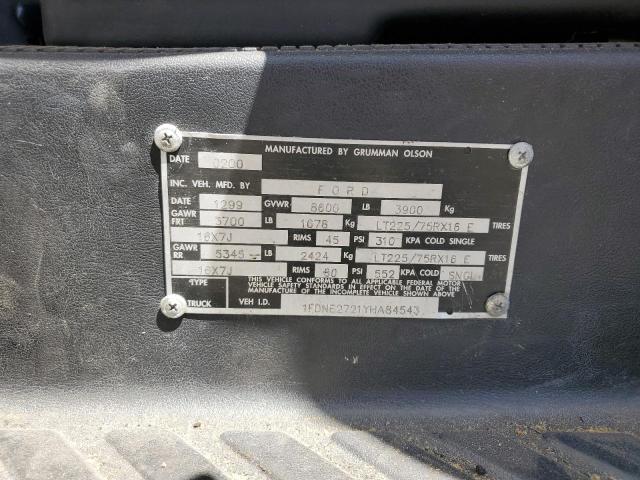 MANUFACTURED BY GRUMMAN OLSON
DATE 0200
INC. VEH. MFD. BY FORD
DATE 1299 GVWR 8600 LB 3900 Kg
GAWR FRT 3700 LB 1678 Kg LT225/75RX16 E TIRES
16X7J RIMS 45 PSI 310 KPA COLD SINGLE
GAWR RR 5345 LB 2424 Kg LT225/75RX16 E TIRES
16X7J RIMS 80 PSI 552 KPA COLD SNGL
TYPE TRUCK
THIS VEHICLE CONFORMS TO ALL APPLICABLE FEDERAL MOTOR
VEHICLE SAFETY STANDARDS IN EFFECT ON THE DATE OF
MANUFACTURE OF THE INCOMPLETE VEHICLE SHOWN ABOVE
VEH I.D. 1FDNE2721YHA84543